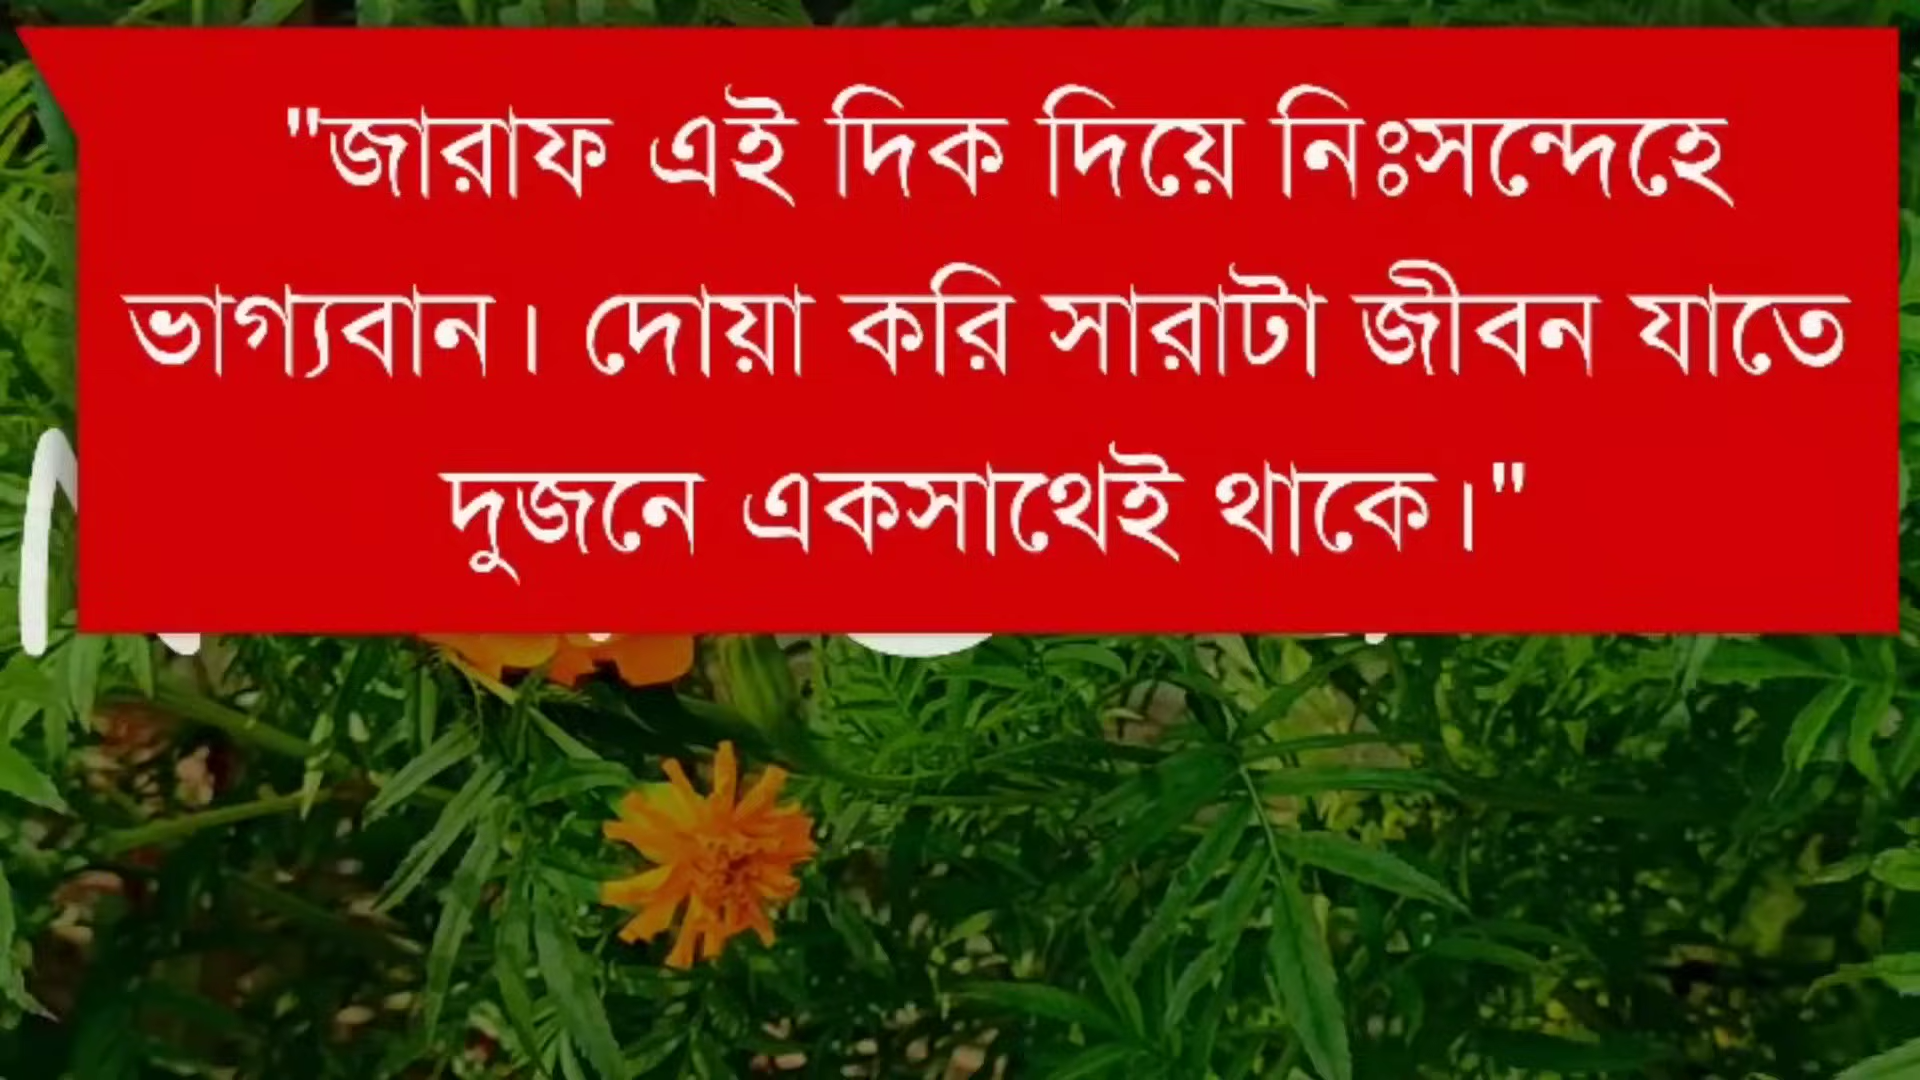 "জারাফ এই দিক দিয়ে নিঃসন্দেহে
ভাগ্যবান। দোয়া করি সারাটা জীবন যাতে
দুজনে একসাথেই থাকে।"